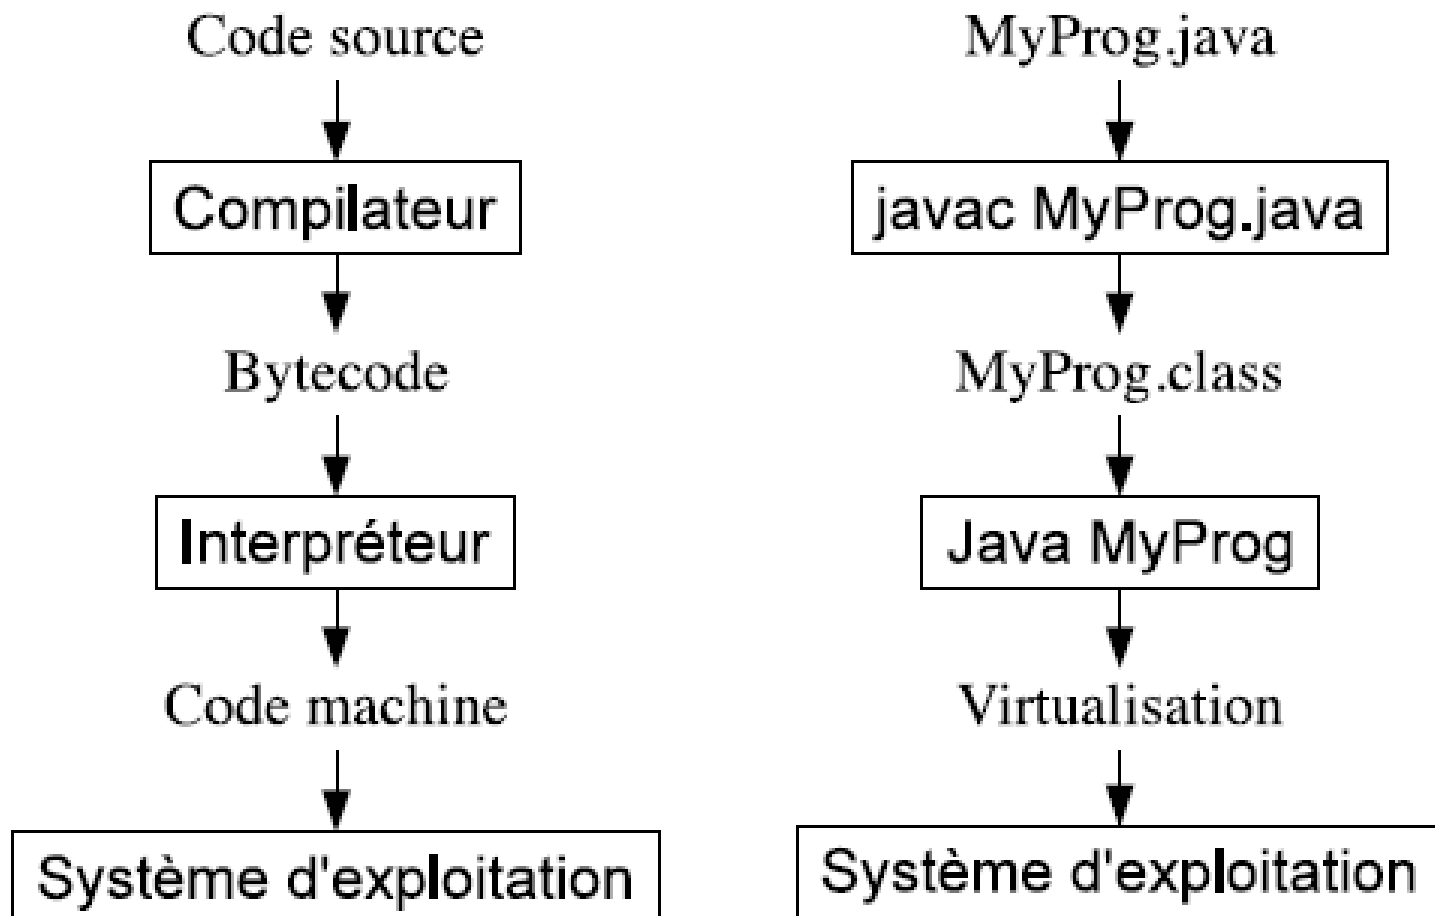 Code source
Compilateur
Bytecode
Interpréteur
Code machine
Système d'exploitation
MyProg.java
javac MyProg.java
MyProg.class
Java MyProg
Virtualisation
Système d'exploitation